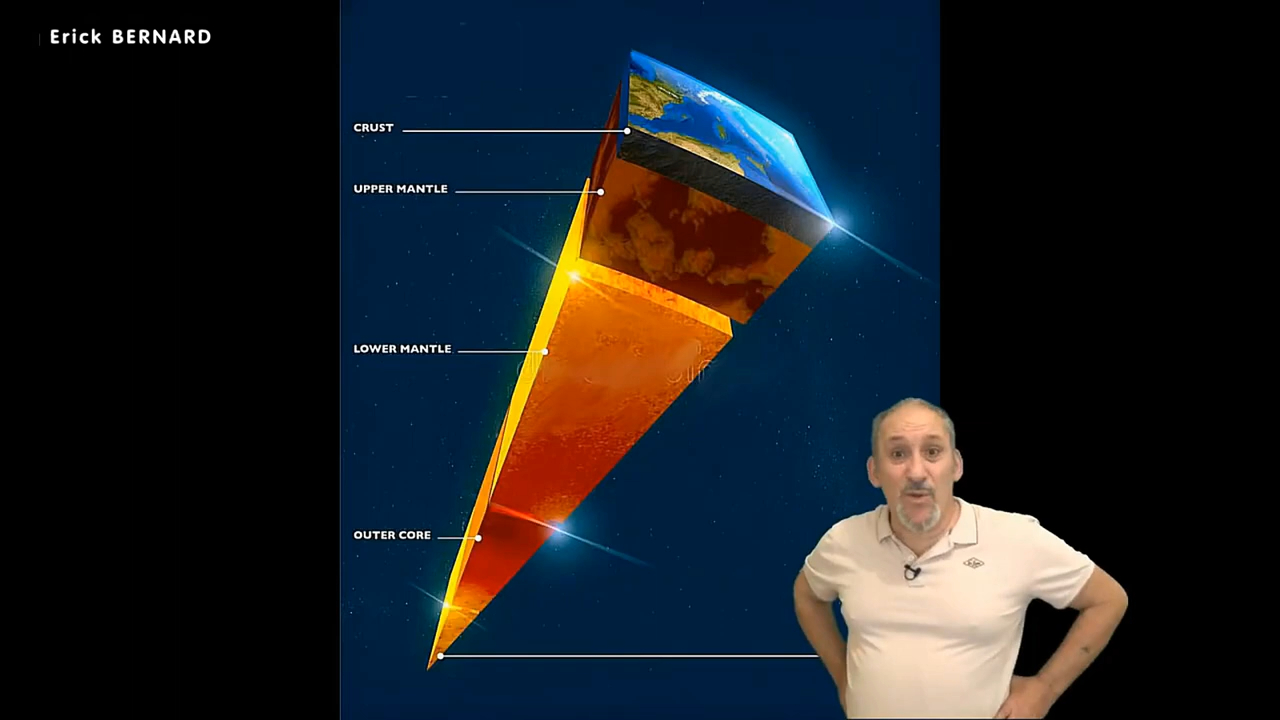 Erick BERNARD
CRUST
UPPER MANTLE
LOWER MANTLE
OUTER CORE